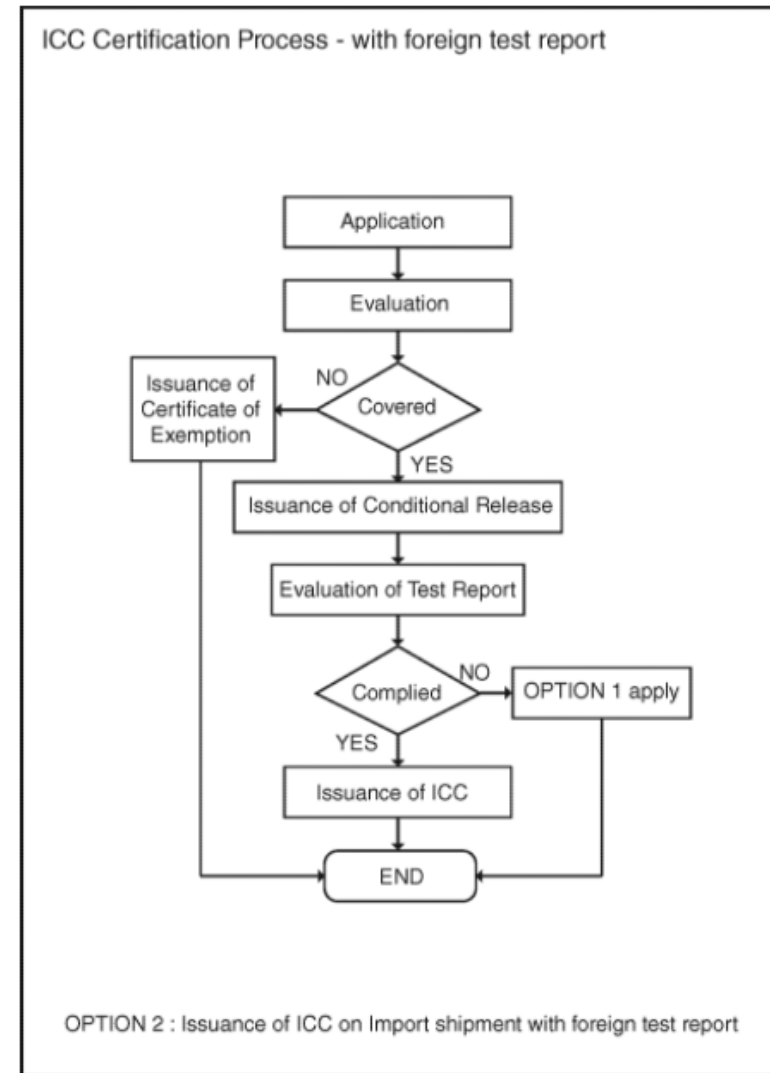 ICC Certification Process - with foreign test report
Application
Evaluation
NO
Issuance of
Certificate of
Exemption
Covered
YES
Issuance of Conditional Release
Evaluation of Test Report
NO
Complied
OPTION 1 apply
YES
Issuance of ICC
END
OPTION 2 : Issuance of ICC on Import shipment with foreign test report